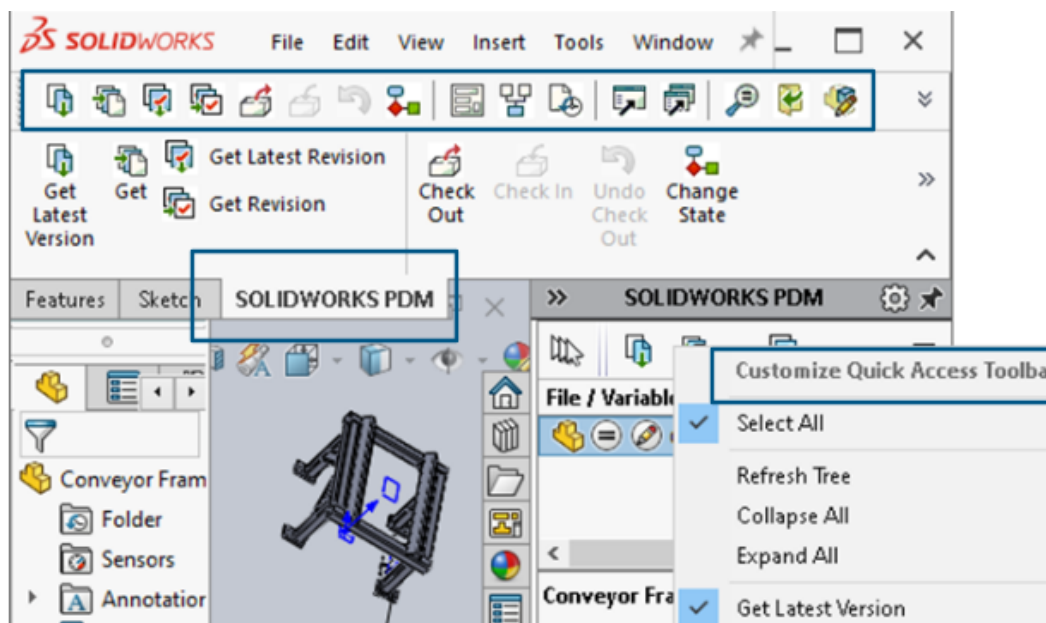 SOLIDWORKS File Edit View Insert Tools Window
Get Latest Version
Get
Get Latest Revision
Get Revision
Check Out
Check In
Undo Check Out
Change State
Features Sketch SOLIDWORKS PDM
SOLIDWORKS PDM
Customize Quick Access Toolba
File / Variabl
Select All
Refresh Tree
Collapse All
Expand All
Get Latest Version
Conveyor Fram
Folder
Sensors
Annotation
Conveyor Fra